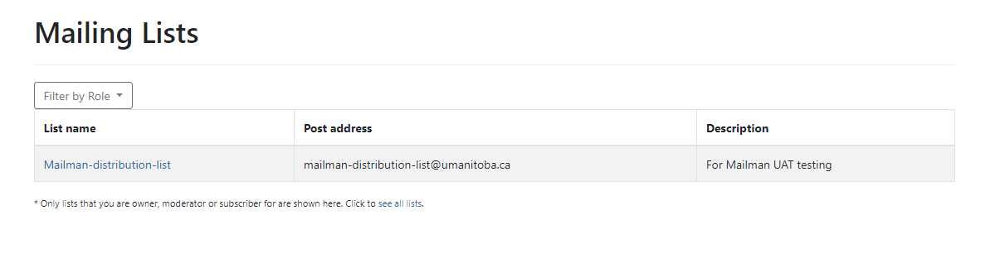 Mailing Lists
Filter by Role
List name Post address Description
Mailman-distribution-list mailman-distribution-list@umanitoba.ca For Mailman UAT testing
* Only lists that you are owner, moderator or subscriber for are shown here. Click to see all lists.